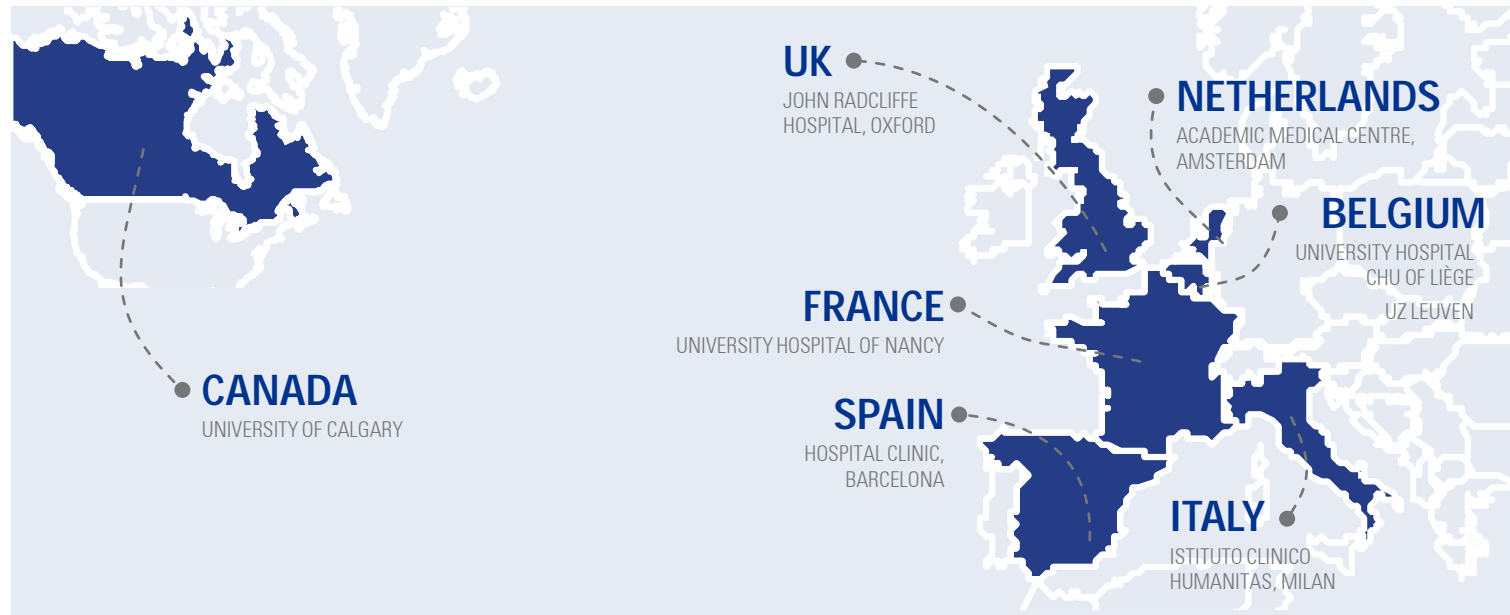 UK
JOHN RADCLIFFE
HOSPITAL, OXFORD
NETHERLANDS
ACADEMIC MEDICAL CENTRE,
AMSTERDAM
BELGIUM
UNIVERSITY HOSPITAL
CHU OF LIÈGE
UZ LEUVEN
FRANCE
UNIVERSITY HOSPITAL OF NANCY
CANADA
UNIVERSITY OF CALGARY
SPAIN
HOSPITAL CLINIC,
BARCELONA
ITALY
ISTITUTO CLINICO
HUMANITAS, MILAN